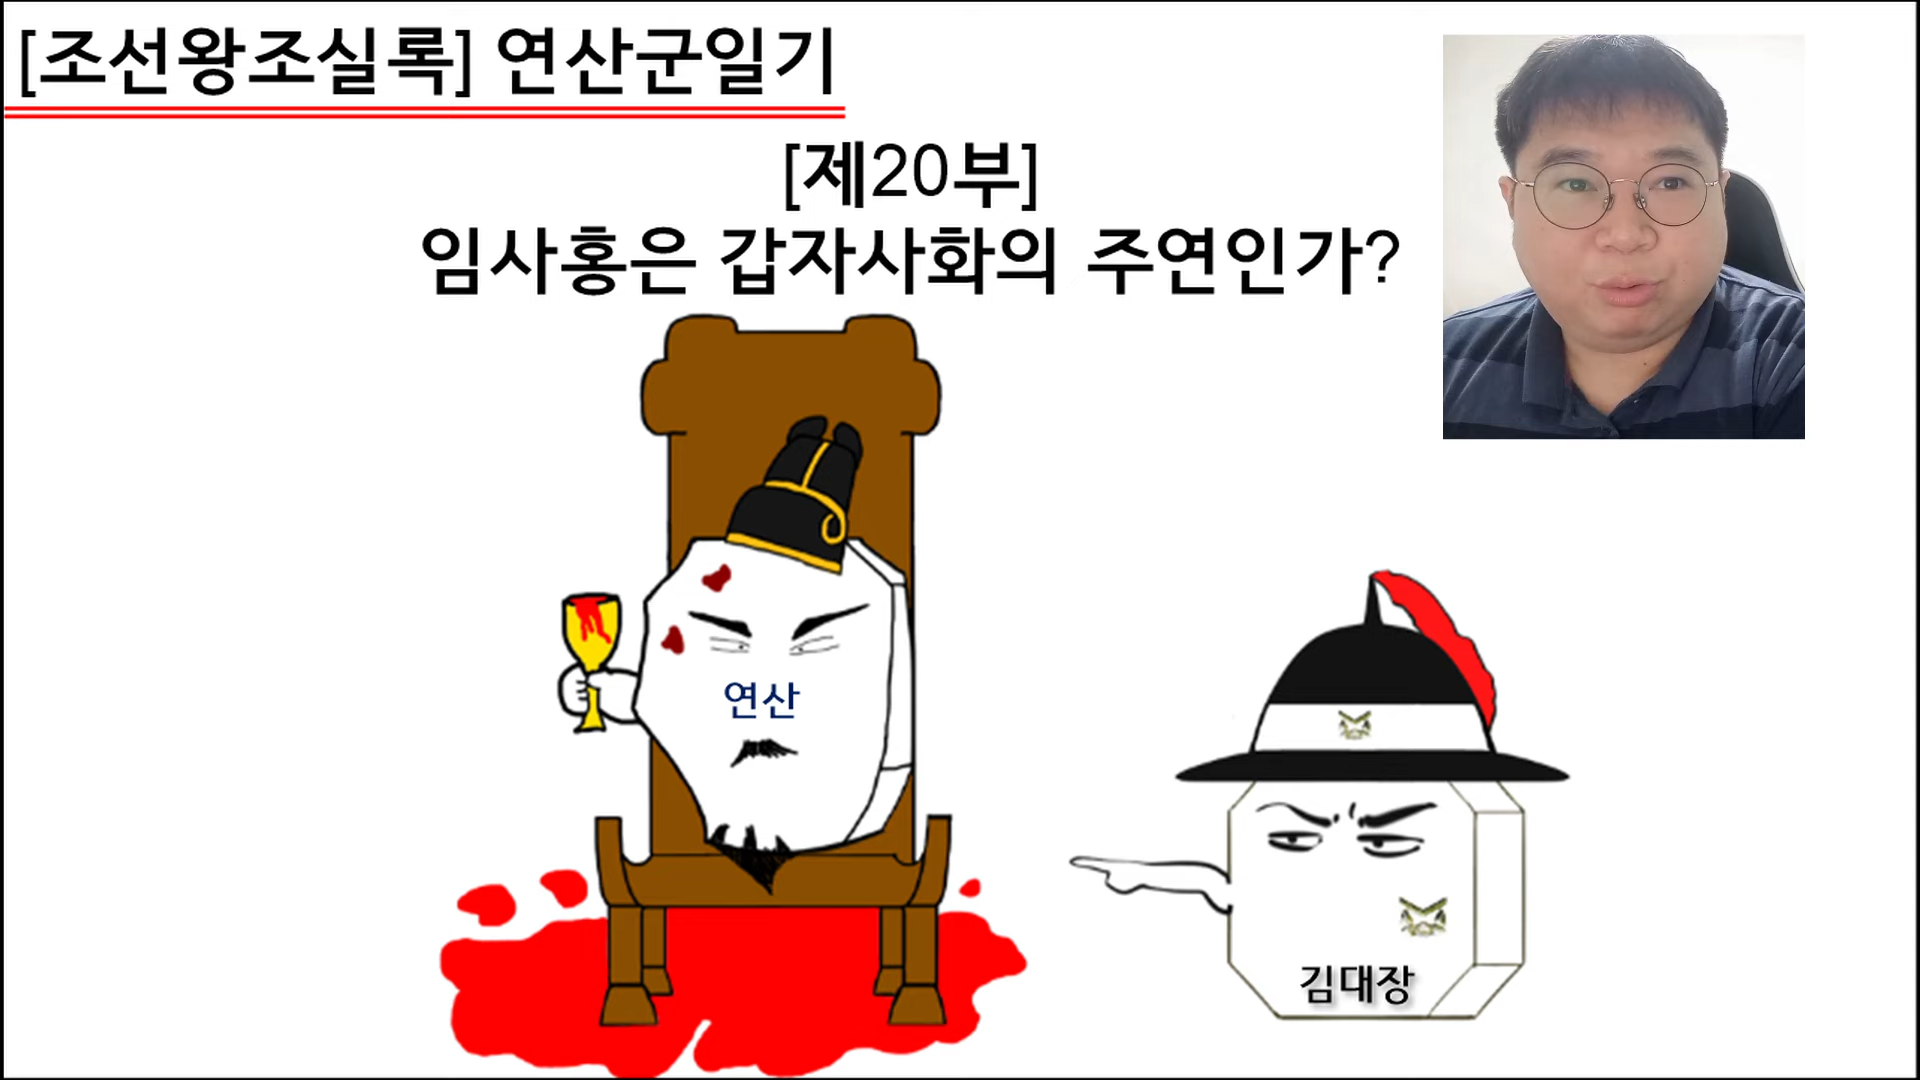 [조선왕조실록] 연산군일기
[제20부]
임사홍은 갑자사화의 주연인가?
연산
김대장